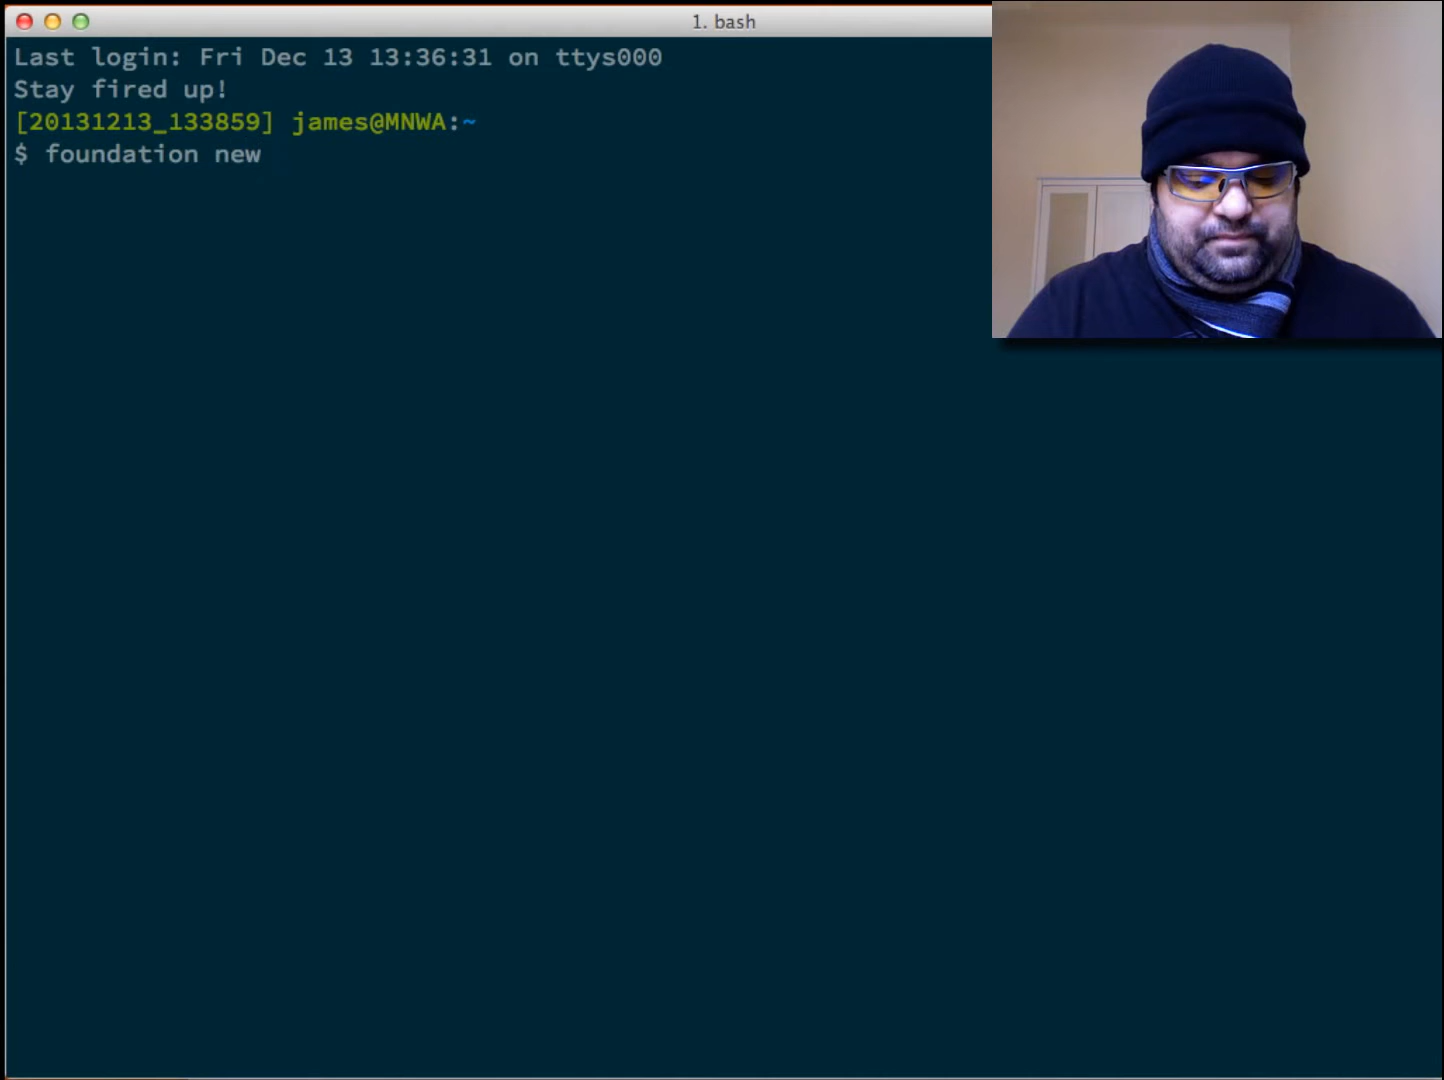 1. bash
Last login: Fri Dec 13 13:36:31 on ttys000
Stay fired up!
[20131213_133859] james@MNWA:~
$ foundation new